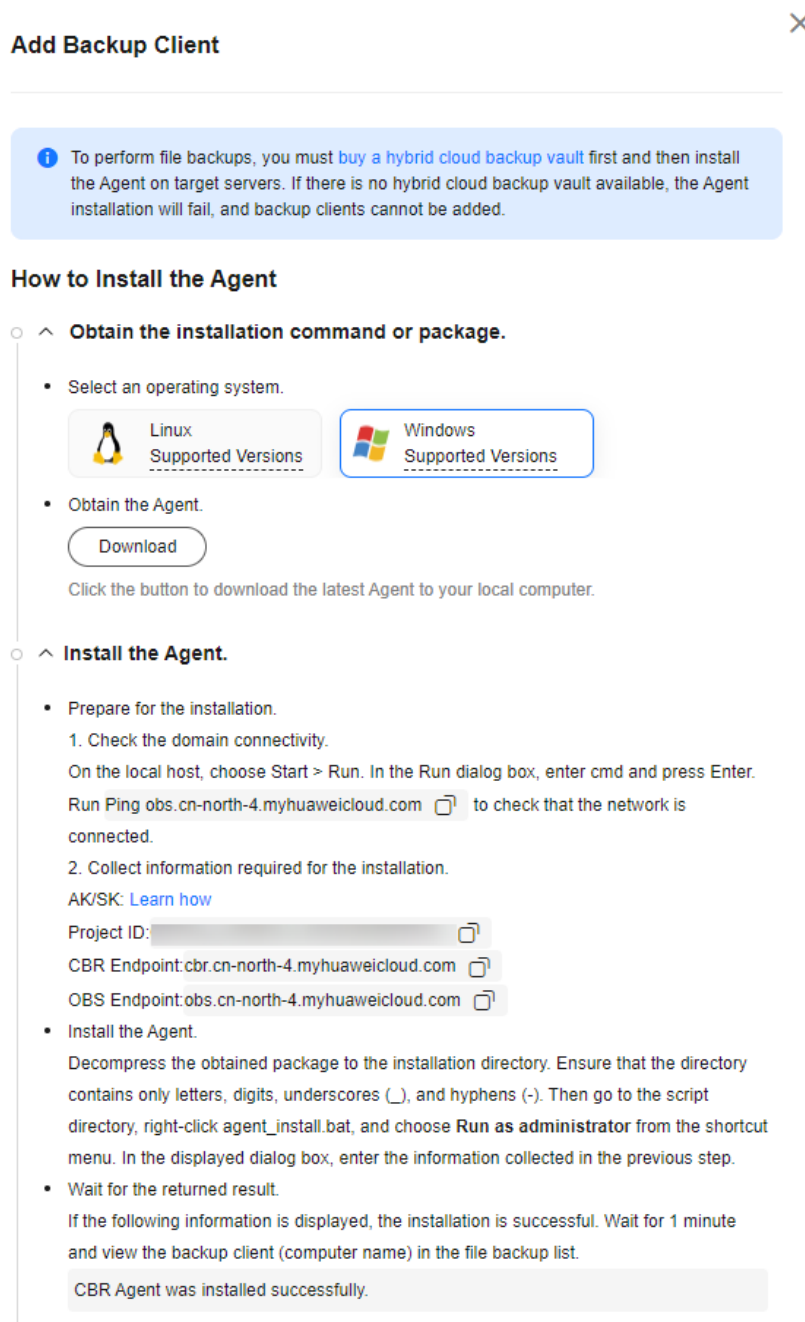 Add Backup Client
To perform file backups, you must buy a hybrid cloud backup vault first and then install
the Agent on target servers. If there is no hybrid cloud backup vault available, the Agent
installation will fail, and backup clients cannot be added.
How to Install the Agent
Obtain the installation command or package.
• Select an operating system.
Linux
Supported Versions
Windows
Supported Versions
• Obtain the Agent.
Download
Click the button to download the latest Agent to your local computer.
Install the Agent.
• Prepare for the installation.
1. Check the domain connectivity.
On the local host, choose Start > Run. In the Run dialog box, enter cmd and press Enter.
Run Ping obs.cn-north-4.myhuaweicloud.com to check that the network is
connected.
2. Collect information required for the installation.
AK/SK: Learn how
Project ID:
CBR Endpoint:cbr.cn-north-4.myhuaweicloud.com
OBS Endpoint:obs.cn-north-4.myhuaweicloud.com
• Install the Agent.
Decompress the obtained package to the installation directory. Ensure that the directory
contains only letters, digits, underscores (_), and hyphens (-). Then go to the script
directory, right-click agent_install.bat, and choose Run as administrator from the shortcut
menu. In the displayed dialog box, enter the information collected in the previous step.
• Wait for the returned result.
If the following information is displayed, the installation is successful. Wait for 1 minute
and view the backup client (computer name) in the file backup list.
CBR Agent was installed successfully.